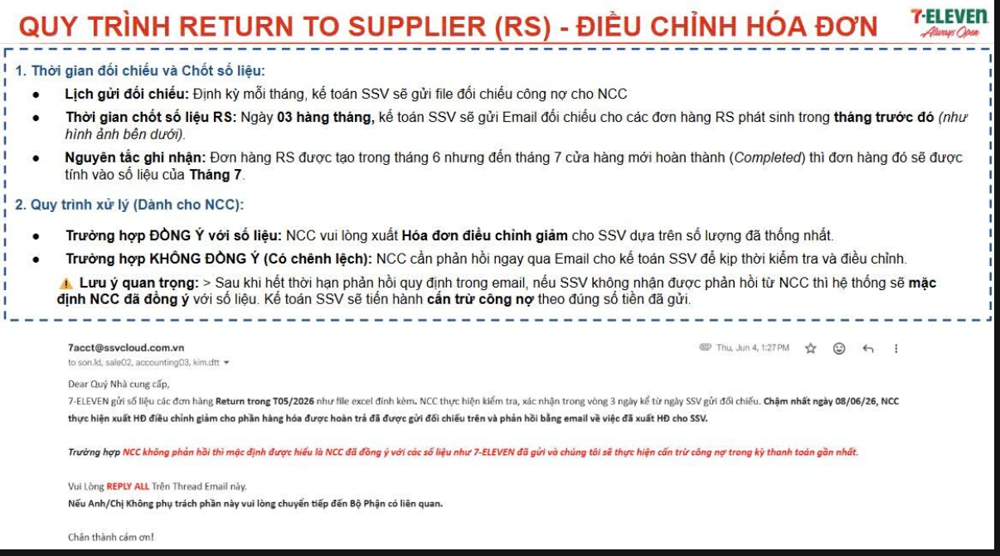 QUY TRÌNH RETURN TO SUPPLIER (RS) - ĐIỀU CHỈNH HÓA ĐƠN
7-ELEVEN
Always Open
1. Thời gian đối chiếu và Chốt số liệu:
● Lịch gửi đối chiếu: Định kỳ mỗi tháng, kế toán SSV sẽ gửi file đối chiếu công nợ cho NCC
● Thời gian chốt số liệu RS: Ngày 03 hàng tháng, kế toán SSV sẽ gửi Email đối chiếu cho các đơn hàng RS phát sinh trong tháng trước đó (như
hình ảnh bên dưới).
● Nguyên tắc ghi nhận: Đơn hàng RS được tạo trong tháng 6 nhưng đến tháng 7 cửa hàng mới hoàn thành (Completed) thì đơn hàng đó sẽ được
tính vào số liệu của Tháng 7.
2. Quy trình xử lý (Dành cho NCC):
● Trường hợp ĐỒNG Ý với số liệu: NCC vui lòng xuất Hóa đơn điều chỉnh giảm cho SSV dựa trên số lượng đã thống nhất.
● Trường hợp KHÔNG ĐỒNG Ý (Có chênh lệch): NCC cần phản hồi ngay qua Email cho kế toán SSV để kịp thời kiểm tra và điều chỉnh.
⚠ Lưu ý quan trọng: > Sau khi hết thời hạn phản hồi quy định trong email, nếu SSV không nhận được phản hồi từ NCC thì hệ thống sẽ mặc
định NCC đã đồng ý với số liệu. Kế toán SSV sẽ tiến hành cấn trừ công nợ theo đúng số tiền đã gửi.
7acct@ssvcloud.com.vn
Thu, Jun 4, 1:27 PM
to son.ld, sale02, accounting03, kim.dtt
Dear Quý Nhà cung cấp,
7-ELEVEN gửi số liệu các đơn hàng Return trong T05/2026 như file excel đính kèm. NCC thực hiện kiểm tra, xác nhận trong vòng 3 ngày kể từ ngày SSV gửi đối chiếu. Chậm nhất ngày 08/06/26, NCC
thực hiện xuất HĐ điều chỉnh giảm cho phần hàng hóa được hoàn trả đã được gửi đối chiếu trên và phản hồi bằng email về việc đã xuất HĐ cho SSV.
Trường hợp NCC không phản hồi thì mặc định được hiểu là NCC đã đồng ý với các số liệu như 7-ELEVEN đã gửi và chúng tôi sẽ thực hiện cấn trừ công nợ trong kỳ thanh toán gần nhất.
Vui Lòng REPLY ALL Trên Thread Email này.
Nếu Anh/Chị Không phụ trách phần này vui lòng chuyển tiếp đến Bộ Phận có liên quan.
Chân thành cám ơn!